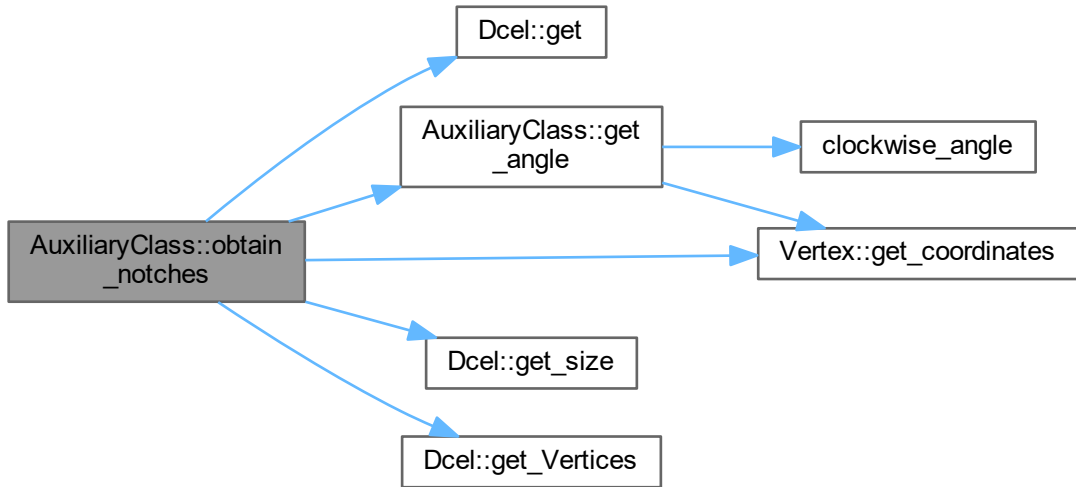 Dcel::get
AuxiliaryClass::get
_angle
clockwise_angle
AuxiliaryClass::obtain
_notches
Vertex::get_coordinates
Dcel::get_size
Dcel::get_Vertices